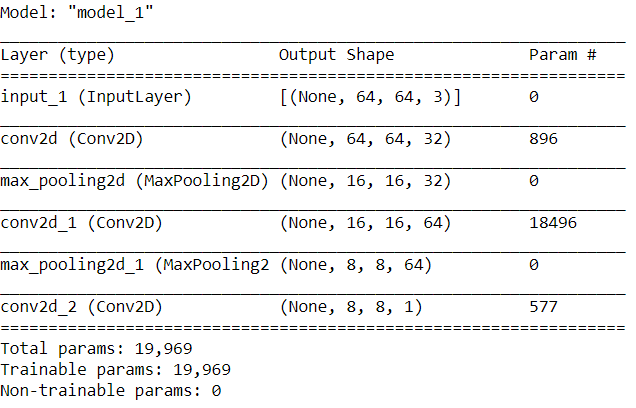 Model: "model_1"
_________________________________________________________________
Layer (type)                 Output Shape              Param #
=================================================================
input_1 (InputLayer)         [(None, 64, 64, 3)]       0
_________________________________________________________________
conv2d (Conv2D)              (None, 64, 64, 32)        896
_________________________________________________________________
max_pooling2d (MaxPooling2D) (None, 16, 16, 32)        0
_________________________________________________________________
conv2d_1 (Conv2D)            (None, 16, 16, 64)        18496
_________________________________________________________________
max_pooling2d_1 (MaxPooling2 (None, 8, 8, 64)          0
_________________________________________________________________
conv2d_2 (Conv2D)            (None, 8, 8, 1)           577
=================================================================
Total params: 19,969
Trainable params: 19,969
Non-trainable params: 0